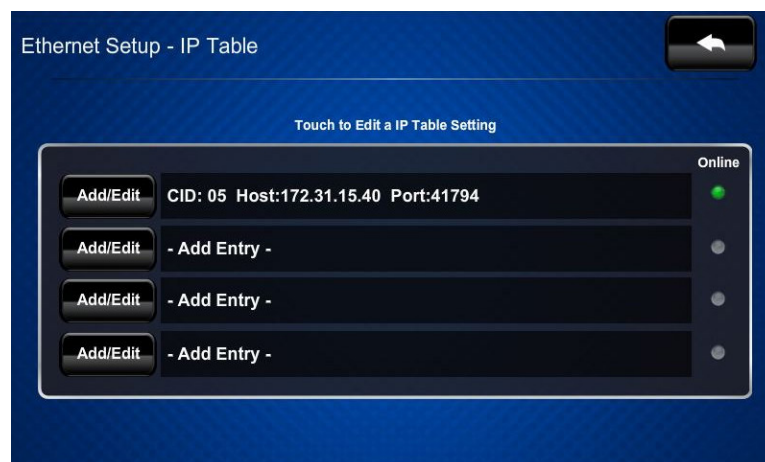 Ethernet Setup - IP Table
Touch to Edit a IP Table Setting
Online
Add/Edit CID: 05 Host:172.31.15.40 Port:41794
Add/Edit - Add Entry -
Add/Edit - Add Entry -
Add/Edit - Add Entry -